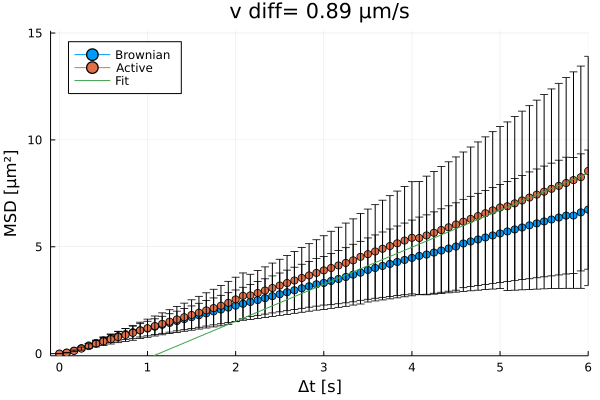 v diff= 0.89 μm/s
MSD [μm²]
15
10
5
0
Brownian
Active
Fit
0 1 2 3 4 5 6
Δt [s]